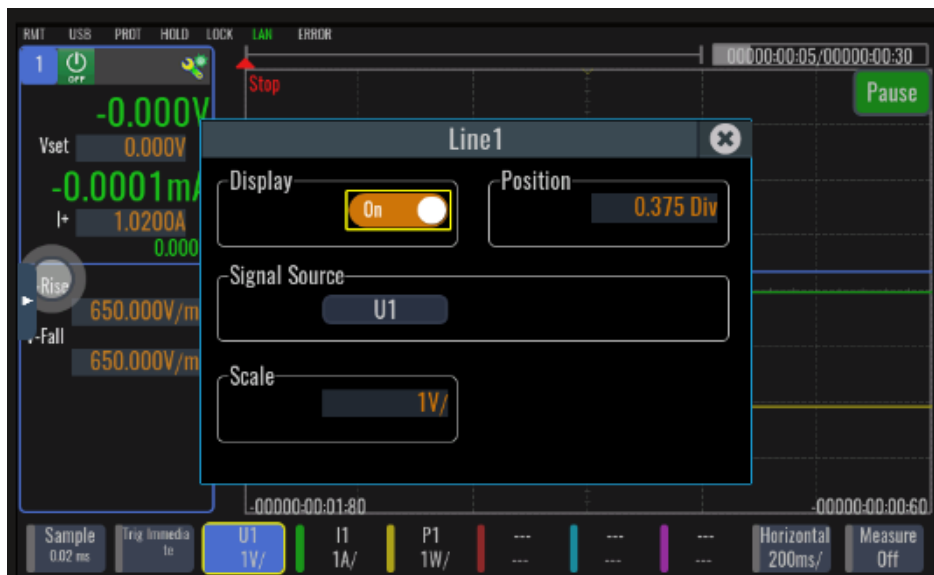 RMT USB PROT HOLD LOCK LAN ERROR
1 OFF
00000:00:05/00000:00:30
Stop
Pause
-0.000V
Vset 0.000V
-0.0001mA
I+ 1.0200A
0.000
-Rise
650.000V/m
-Fall
650.000V/m
Line1
Display
On
Position
0.375 Div
Signal Source
U1
Scale
1V/
-00000:00:01:80
-00000:00:00:60
Sample
0.02 ms
Trig Immedia
te
U1
1V/
I1
1A/
P1
1W/
---
---
---
---
---
---
Horizontal
200ms/
Measure
Off